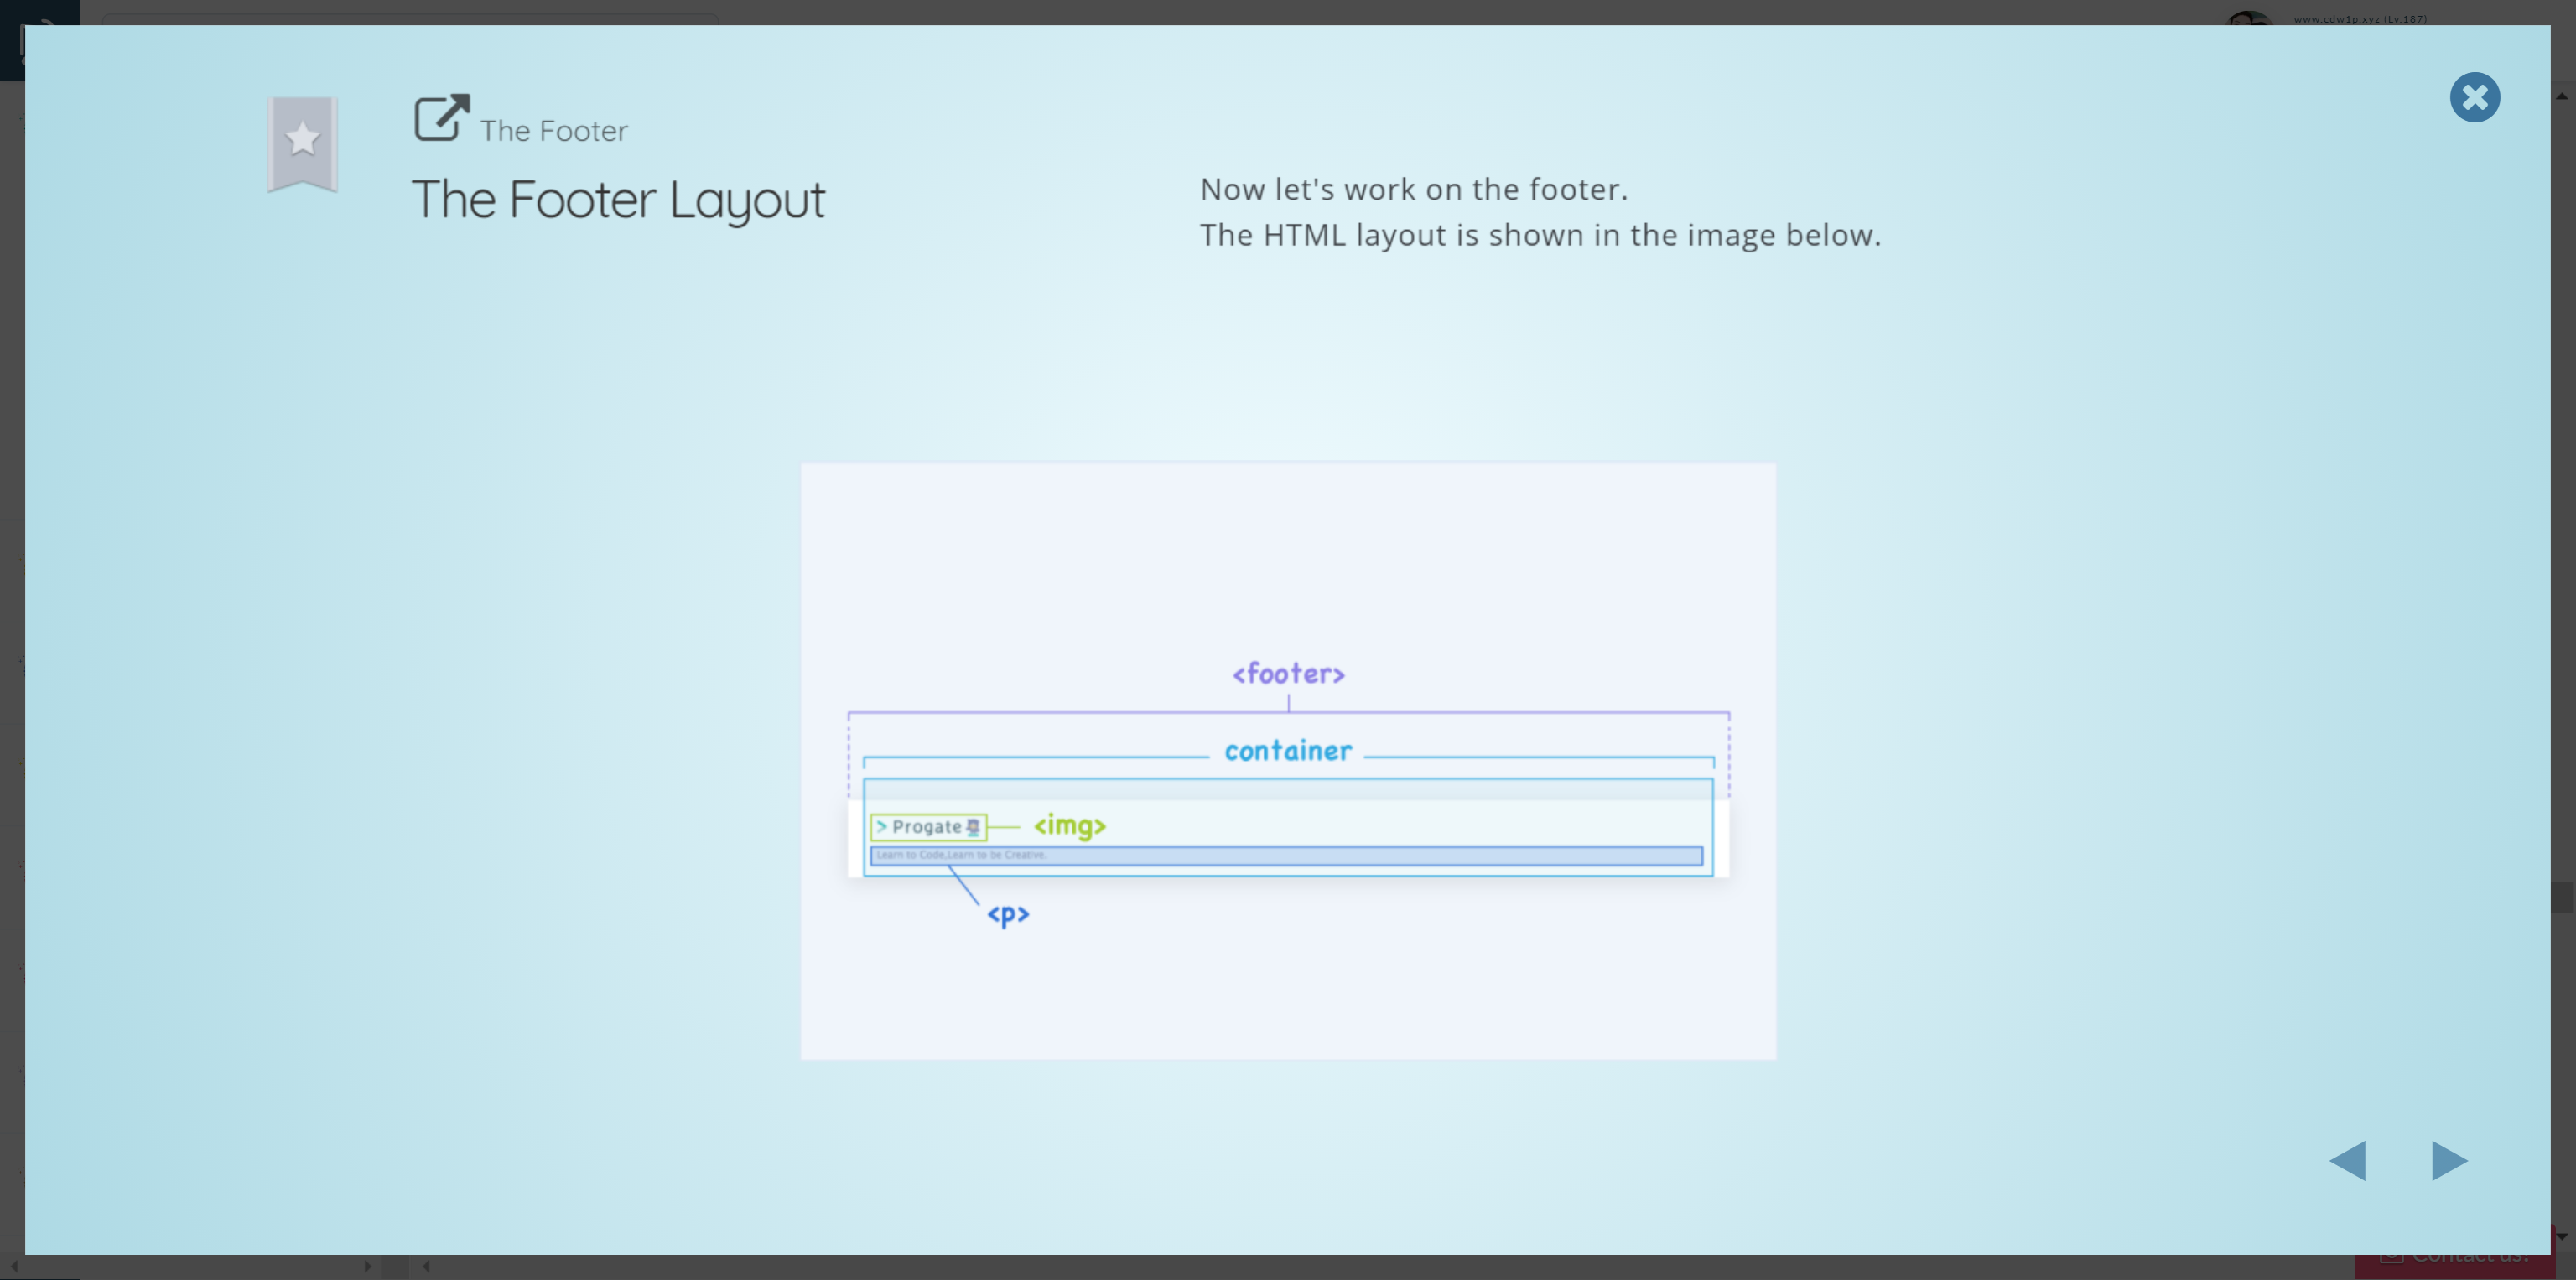 www.cdw1p.xyz (Lv.187)
The Footer
The Footer Layout
Now let's work on the footer.
The HTML layout is shown in the image below.
<footer>
container
> Progate
<img>
Learn to Code,Learn to be Creative.
<p>
Contact us!